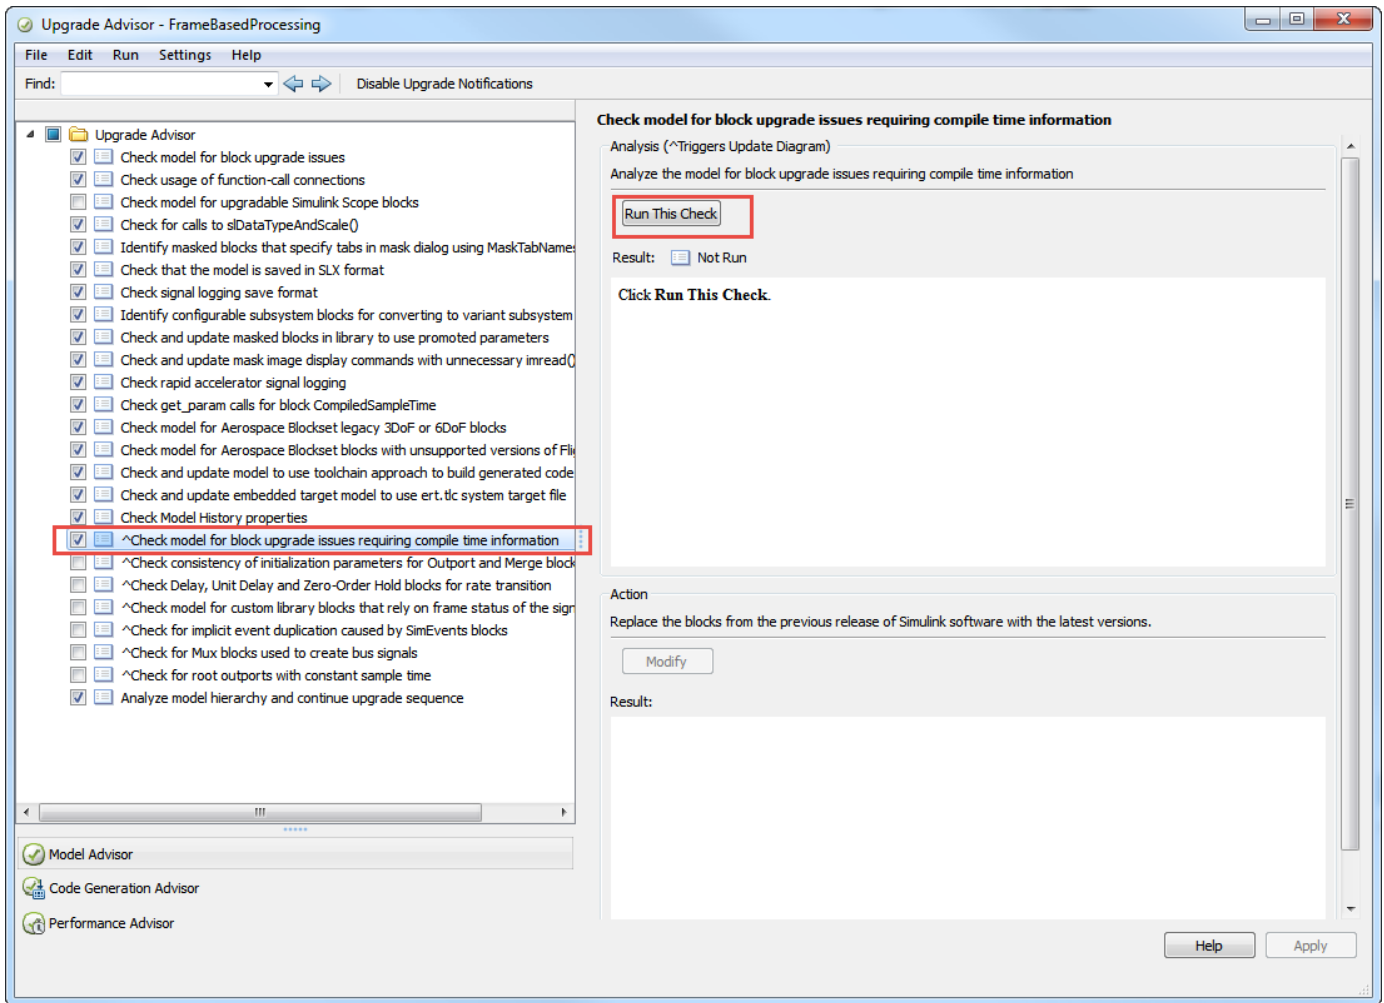 Upgrade Advisor - FrameBasedProcessing
File Edit Run Settings Help
Find: Disable Upgrade Notifications
Upgrade Advisor
Check model for block upgrade issues
Check usage of function-call connections
Check model for upgradable Simulink Scope blocks
Check for calls to slDataTypeAndScale()
Identify masked blocks that specify tabs in mask dialog using MaskTabNames
Check that the model is saved in SLX format
Check signal logging save format
Identify configurable subsystem blocks for converting to variant subsystem
Check and update masked blocks in library to use promoted parameters
Check and update mask image display commands with unnecessary imread()
Check rapid accelerator signal logging
Check get_param calls for block CompiledSampleTime
Check model for Aerospace Blockset legacy 3DoF or 6DoF blocks
Check model for Aerospace Blockset blocks with unsupported versions of Fli
Check and update model to use toolchain approach to build generated code
Check and update embedded target model to use ert.tlc system target file
Check Model History properties
^Check model for block upgrade issues requiring compile time information
^Check consistency of initialization parameters for Outport and Merge block
^Check Delay, Unit Delay and Zero-Order Hold blocks for rate transition
^Check model for custom library blocks that rely on frame status of the sign
^Check for implicit event duplication caused by SimEvents blocks
^Check for Mux blocks used to create bus signals
^Check for root outports with constant sample time
Analyze model hierarchy and continue upgrade sequence
Model Advisor
Code Generation Advisor
Performance Advisor
Check model for block upgrade issues requiring compile time information
Analysis (^Triggers Update Diagram)
Analyze the model for block upgrade issues requiring compile time information
Run This Check
Result: Not Run
Click Run This Check.
Action
Replace the blocks from the previous release of Simulink software with the latest versions.
Modify
Result:
Help Apply